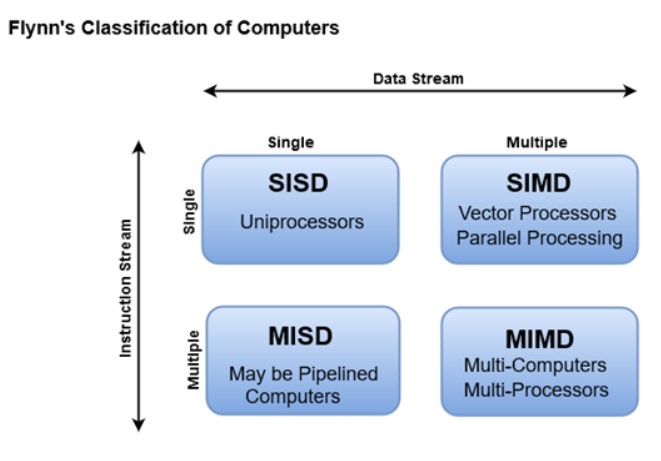 Flynn's Classification of Computers
Data Stream
Single
Multiple
Instruction Stream
Single
SISD
Uniprocessors
SIMD
Vector Processors
Parallel Processing
Multiple
MISD
May be Pipelined
Computers
MIMD
Multi-Computers
Multi-Processors